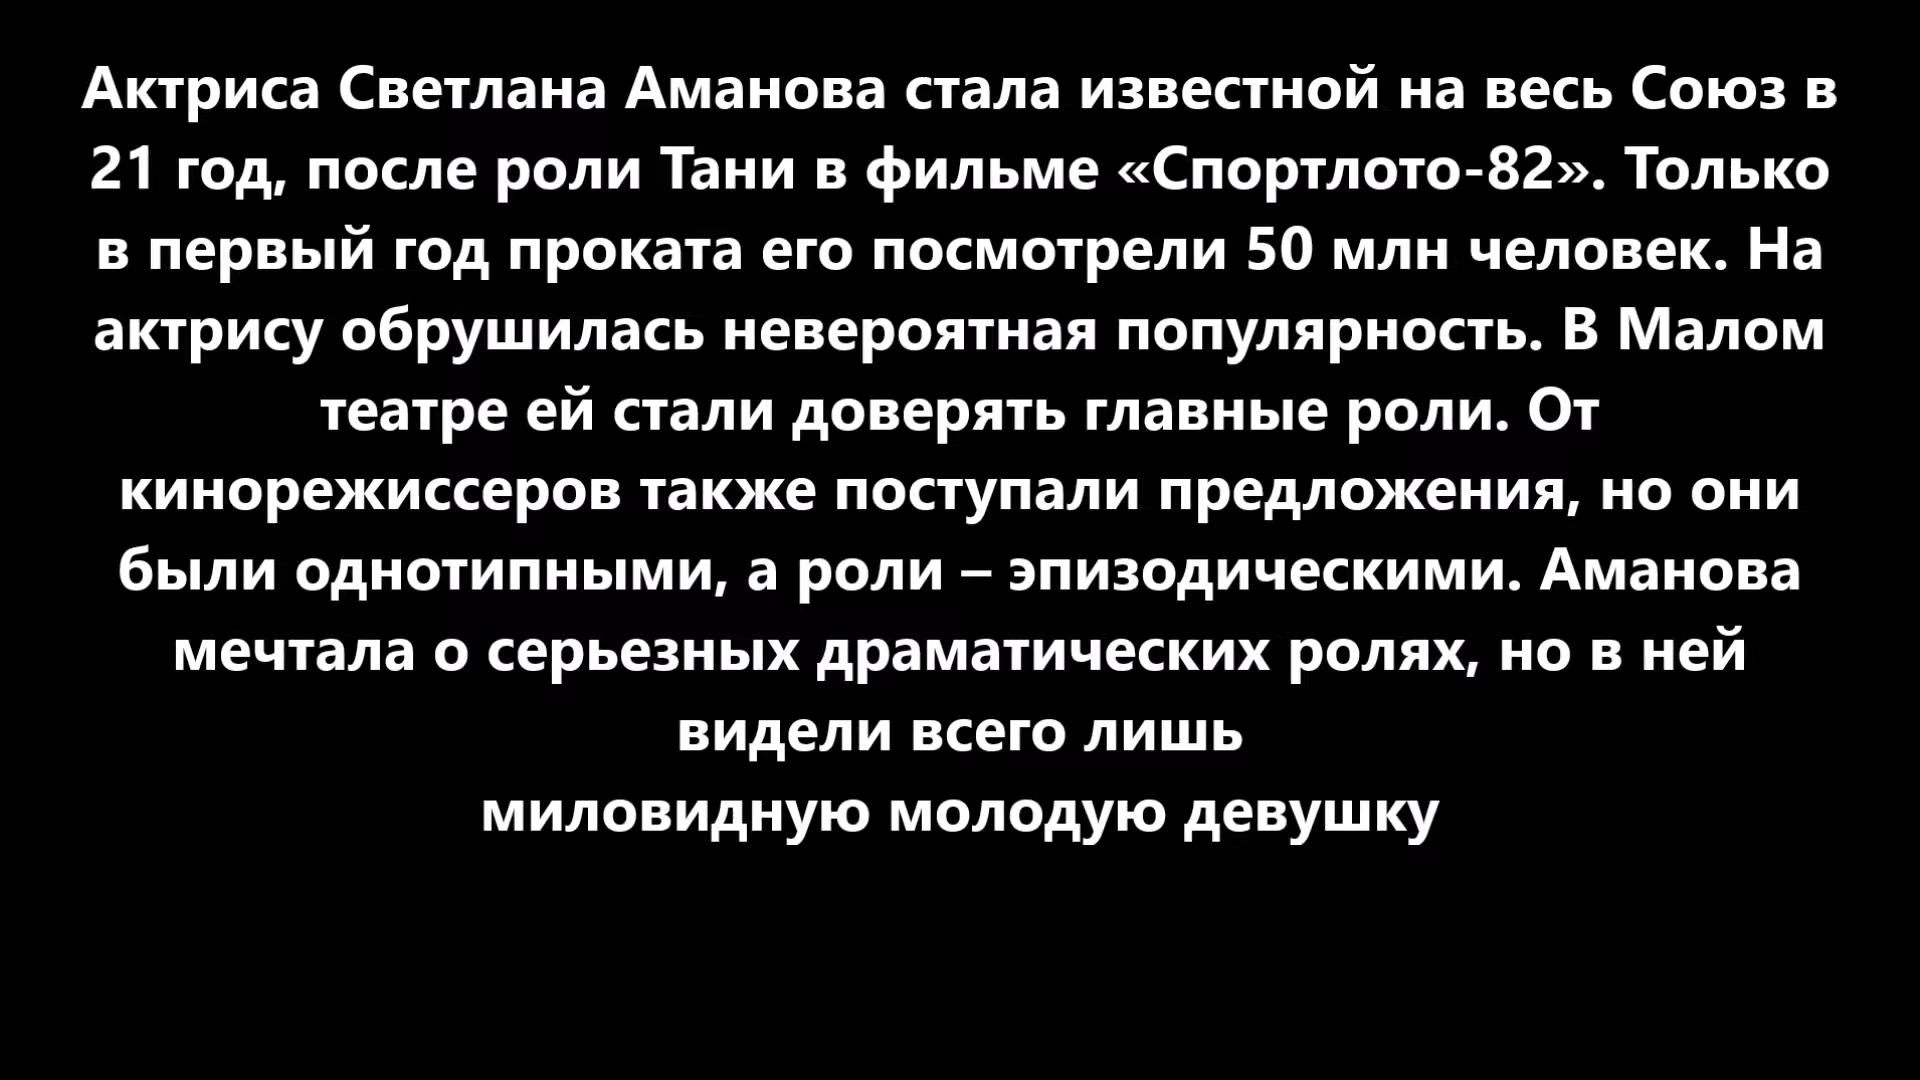 Актриса Светлана Аманова стала известной на весь Союз в
21 год, после роли Тани в фильме «Спортлото-82». Только
в первый год проката его посмотрели 50 млн человек. На
актрису обрушилась невероятная популярность. В Малом
театре ей стали доверять главные роли. От
кинорежиссеров также поступали предложения, но они
были однотипными, а роли – эпизодическими. Аманова
мечтала о серьезных драматических ролях, но в ней
видели всего лишь
миловидную молодую девушку